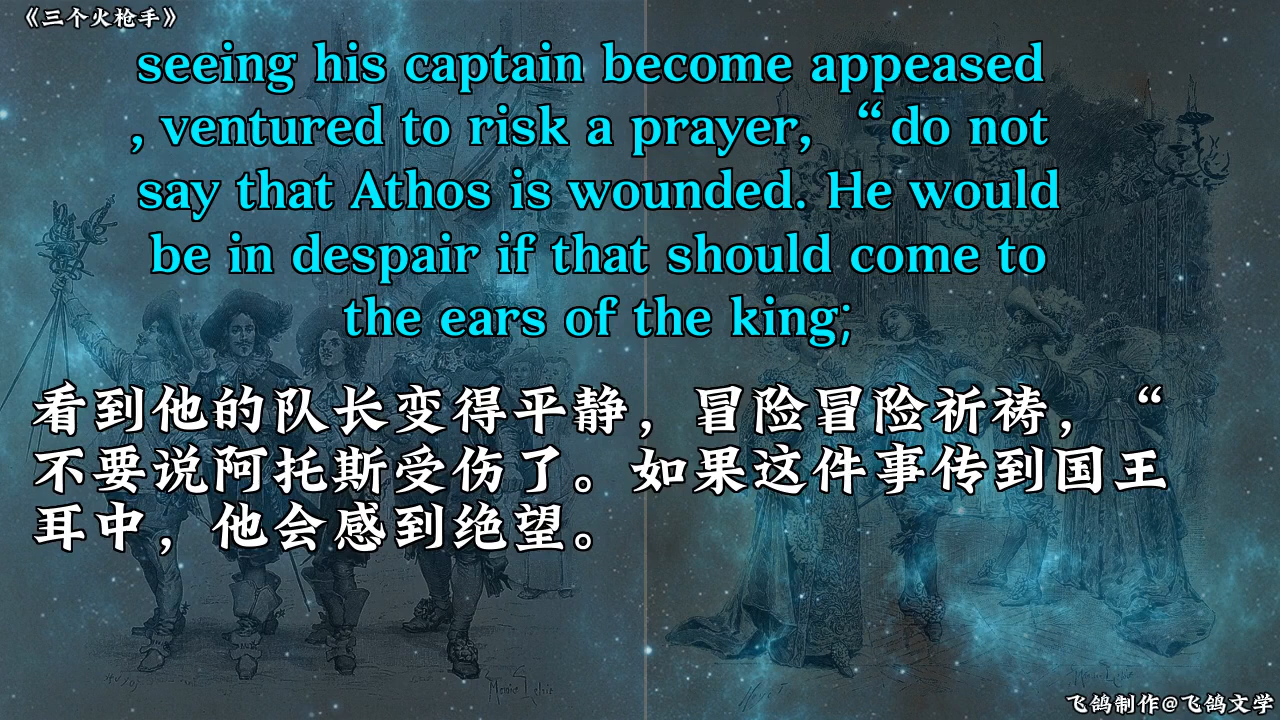 《三个火枪手》
seeing his captain become appeased
, ventured to risk a prayer, “do not
say that Athos is wounded. He would
be in despair if that should come to
the ears of the king;
看到他的队长变得平静，冒险冒险祈祷，“
不要说阿托斯受伤了。如果这件事传到国王
耳中，他会感到绝望。
飞鸽制作@飞鸽文学